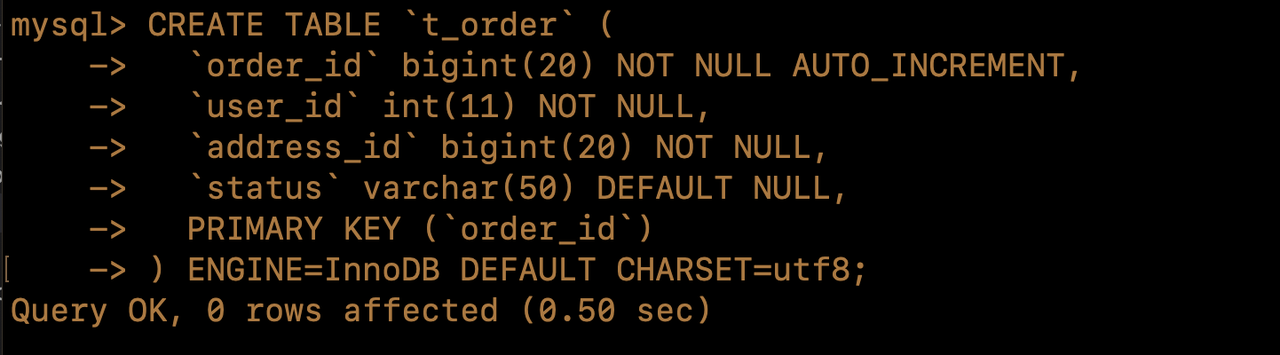 mysql> CREATE TABLE `t_order` (
    ->   `order_id` bigint(20) NOT NULL AUTO_INCREMENT,
    ->   `user_id` int(11) NOT NULL,
    ->   `address_id` bigint(20) NOT NULL,
    ->   `status` varchar(50) DEFAULT NULL,
    ->   PRIMARY KEY (`order_id`)
[    -> ) ENGINE=InnoDB DEFAULT CHARSET=utf8;
Query OK, 0 rows affected (0.50 sec)